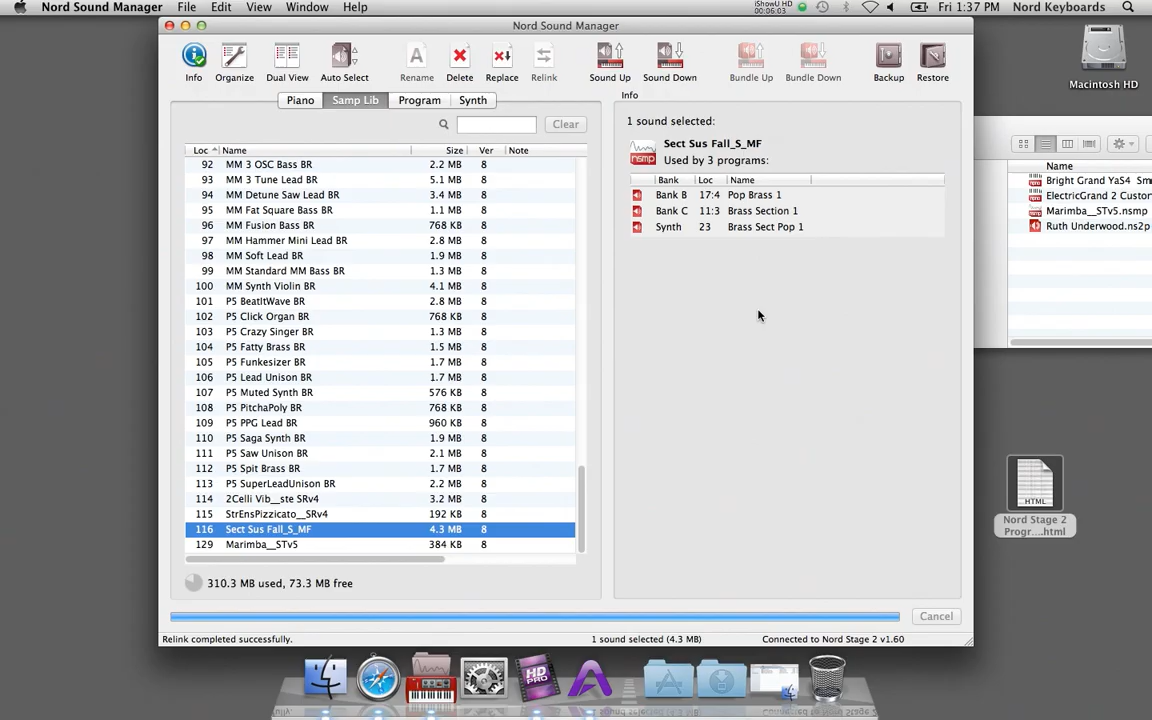 Nord Sound Manager File Edit View Window Help iShowU HD 00:06:03 Fri 1:37 PM Nord Keyboards
Nord Sound Manager
Info Organize Dual View Auto Select Rename Delete Replace Relink Sound Up Sound Down Bundle Up Bundle Down Backup Restore
Macintosh HD
Piano Samp Lib Program Synth
Clear
Loc Name Size Ver Note
92 MM 3 OSC Bass BR 2.2 MB 8
93 MM 3 Tune Lead BR 5.1 MB 8
94 MM Detune Saw Lead BR 3.4 MB 8
95 MM Fat Square Bass BR 1.1 MB 8
96 MM Fusion Bass BR 768 KB 8
97 MM Hammer Mini Lead BR 2.8 MB 8
98 MM Soft Lead BR 1.9 MB 8
99 MM Standard MM Bass BR 1.3 MB 8
100 MM Synth Violin BR 4.1 MB 8
101 P5 BeatItWave BR 2.8 MB 8
102 P5 Click Organ BR 768 KB 8
103 P5 Crazy Singer BR 1.3 MB 8
104 P5 Fatty Brass BR 1.5 MB 8
105 P5 Funkesizer BR 1.7 MB 8
106 P5 Lead Unison BR 1.7 MB 8
107 P5 Muted Synth BR 576 KB 8
108 P5 PitchaPoly BR 768 KB 8
109 P5 PPG Lead BR 960 KB 8
110 P5 Saga Synth BR 1.9 MB 8
111 P5 Saw Unison BR 2.1 MB 8
112 P5 Spit Brass BR 1.7 MB 8
113 P5 SuperLeadUnison BR 2.2 MB 8
114 2Celli Vib__ste SRv4 3.2 MB 8
115 StrEnsPizzicato__SRv4 192 KB 8
116 Sect Sus Fall_S_MF 4.3 MB 8
129 Marimba__STv5 384 KB 8
310.3 MB used, 73.3 MB free
Info
1 sound selected:
nsmp
Sect Sus Fall_S_MF
Used by 3 programs:
Bank Loc Name
Bank B 17:4 Pop Brass 1
Bank C 11:3 Brass Section 1
Synth 23 Brass Sect Pop 1
Cancel
Relink completed successfully. 1 sound selected (4.3 MB) Connected to Nord Stage 2 v1.60
Name
Bright Grand YaS4 Sm
ElectricGrand 2 Custor
Marimba__STv5.nsmp
Ruth Underwood.ns2p
HTML
Nord Stage 2
Progr....html
HD
PRO